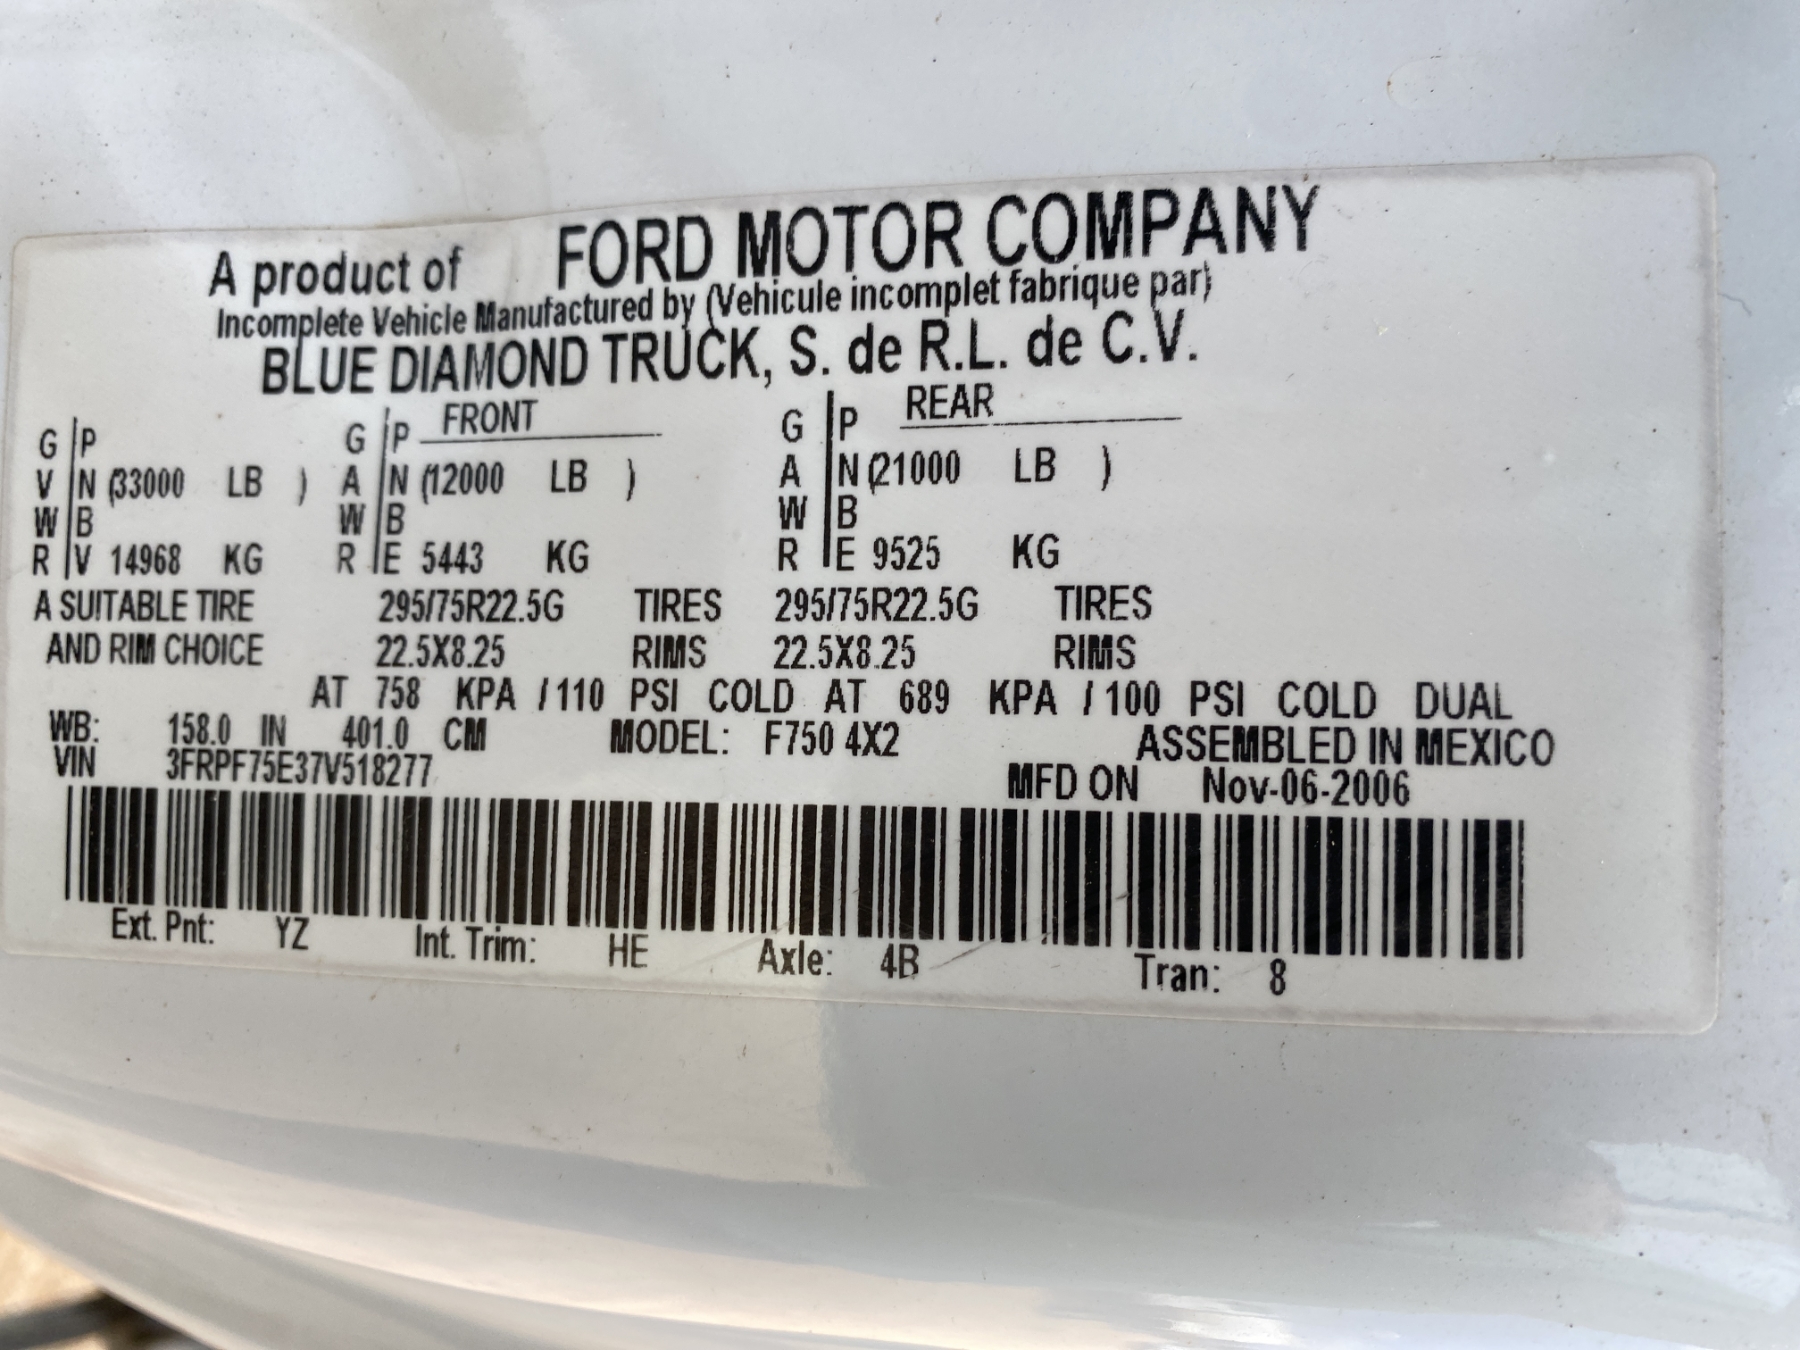 A product of FORD MOTOR COMPANY
Incomplete Vehicle Manufactured by (Vehicule incomplet fabrique par)
BLUE DIAMOND TRUCK, S. de R.L. de C.V.
G P G P FRONT G P REAR
V N (33000 LB ) A N (12000 LB ) A N (21000 LB )
W B W B W B
R V 14968 KG R E 5443 KG R E 9525 KG
A SUITABLE TIRE 295/75R22.5G TIRES 295/75R22.5G TIRES
AND RIM CHOICE 22.5X8.25 RIMS 22.5X8.25 RIMS
AT 758 KPA / 110 PSI COLD AT 689 KPA / 100 PSI COLD DUAL
WB: 158.0 IN 401.0 CM MODEL: F750 4X2 ASSEMBLED IN MEXICO
VIN 3FRPF75E37V518277 MFD ON Nov-06-2006
Ext. Pnt: YZ Int. Trim: HE Axle: 4B Tran: 8